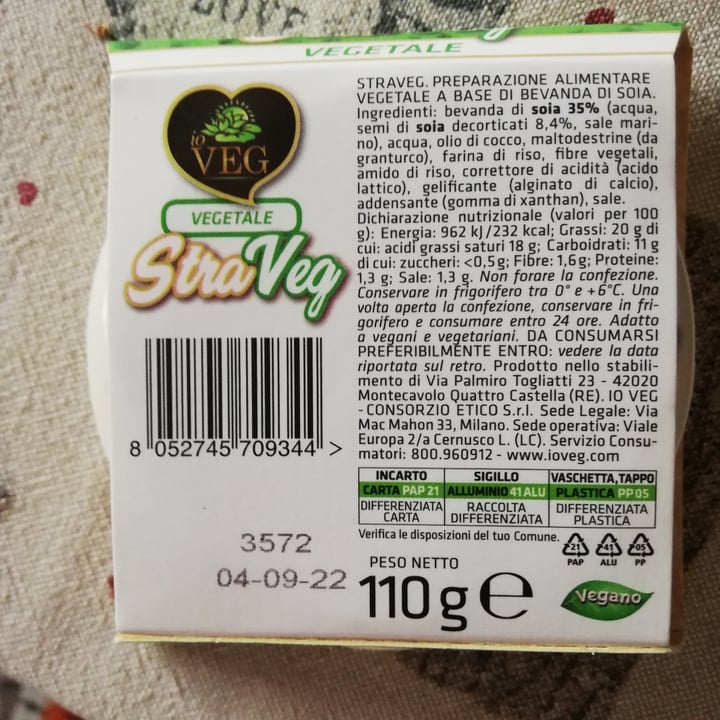 VEGETALE
io
VEG
VEGETALE
StraVeg
8 052745 709344 >
3572
04-09-22
STRAVEG. PREPARAZIONE ALIMENTARE
VEGETALE A BASE DI BEVANDA DI SOIA.
Ingredienti: bevanda di soia 35% (acqua,
semi di soia decorticati 8,4%, sale mari-
no), acqua, olio di cocco, maltodestrine (da
granturco), farina di riso, fibre vegetali,
amido di riso, correttore di acidità (acido
lattico), gelificante (alginato di calcio),
addensante (gomma di xanthan), sale.
Dichiarazione nutrizionale (valori per 100
g): Energia: 962 kJ/232 kcal; Grassi: 20 g di
cui: acidi grassi saturi 18 g; Carboidrati: 11 g
di cui: zuccheri: <0,5g; Fibre: 1,6g; Proteine:
1,3 g; Sale: 1,3 g. Non forare la confezione.
Conservare in frigorifero tra 0° e +6°C. Una
volta aperta la confezione, conservare in fri-
gorifero e consumare entro 24 ore. Adatto
a vegani e vegetariani. DA CONSUMARSI
PREFERIBILMENTE ENTRO: vedere la data
riportata sul retro. Prodotto nello stabili-
mento di Via Palmiro Togliatti 23 - 42020
Montecavolo Quattro Castella (RE). IO VEG
- CONSORZIO ETICO S.r.l. Sede Legale: Via
Mac Mahon 33, Milano. Sede operativa: Viale
Europa 2/a Cernusco L. (LC). Servizio Consu-
matori: 800.960912 - www.ioveg.com
INCARTO SIGILLO VASCHETTA,TAPPO
CARTA PAP 21 ALLUMINIO 41 ALU PLASTICA PP 05
DIFFERENZIATA RACCOLTA DIFFERENZIATA
CARTA DIFFERENZIATA PLASTICA
Verifica le disposizioni del tuo Comune.
21 41 05
PAP ALU PP
PESO NETTO
110 g e
Vegano